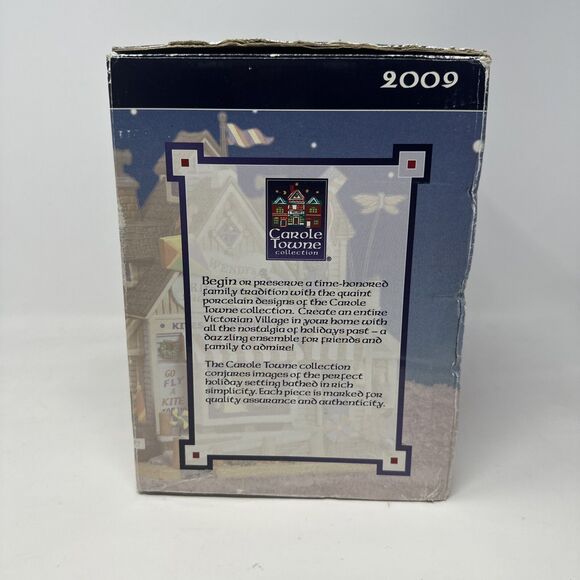 2009
WENDY'S
KI
GO
FLY
A
KITE
Carole
Towne
collection
®
Begin or preserve a time-honored
family tradition with the quaint
porcelain designs of the Carole
Towne collection. Create an entire
Victorian Village in your home with
all the nostalgia of holidays past – a
dazzling ensemble for friends and
family to admire!
The Carole Towne collection
conjures images of the perfect
holiday setting bathed in rich
simplicity. Each piece is marked for
quality assurance and authenticity.